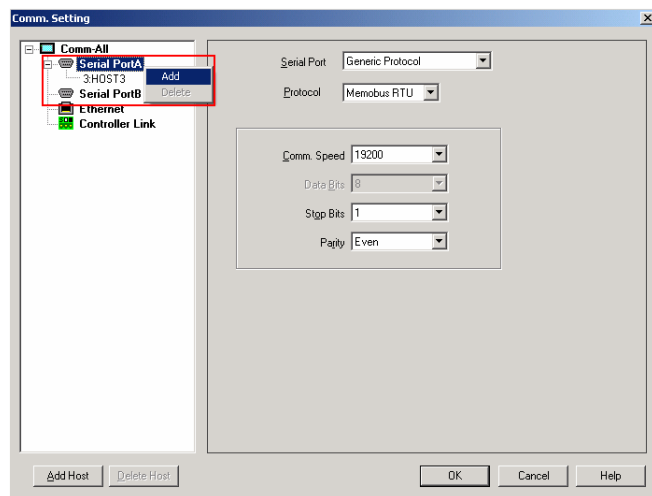 Comm. Setting
Comm-All
Serial PortA
Add
3:HOST3
Serial PortB
Delete
Ethernet
Controller Link
Serial Port Generic Protocol
Protocol Memobus RTU
Comm. Speed 19200
Data Bits 8
Stop Bits 1
Parity Even
Add Host Delete Host OK Cancel Help